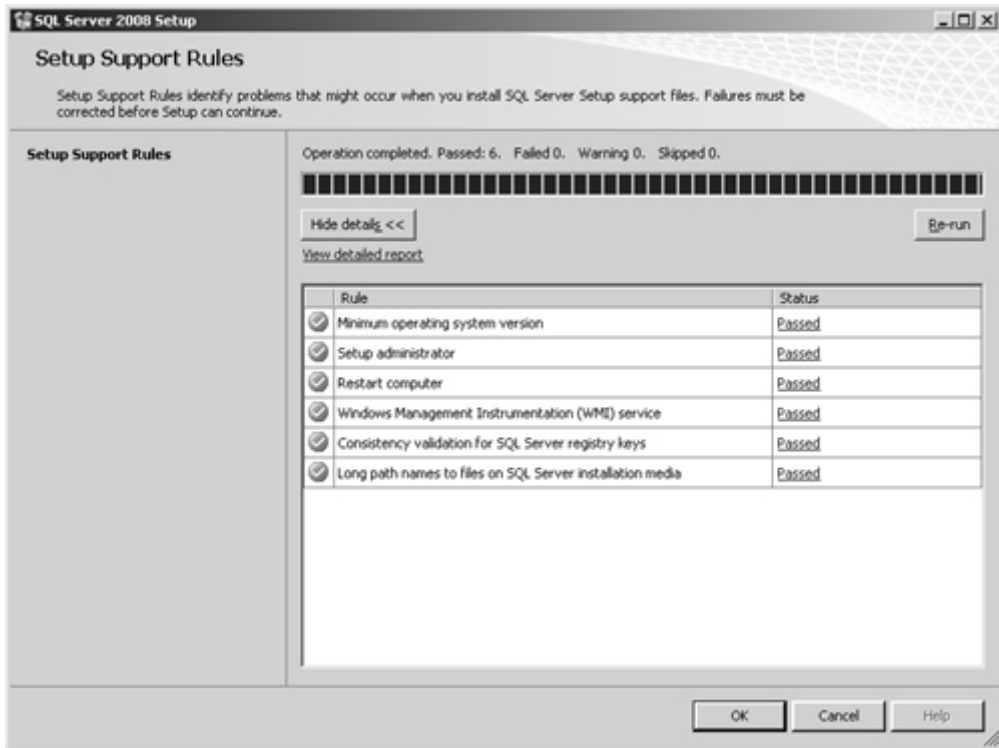 SQL Server 2008 Setup
Setup Support Rules
Setup Support Rules identify problems that might occur when you install SQL Server Setup support files. Failures must be
corrected before Setup can continue.
Setup Support Rules
Operation completed. Passed: 6. Failed 0. Warning 0. Skipped 0.
Hide details <<
Re-run
View detailed report
Rule Status
Minimum operating system version Passed
Setup administrator Passed
Restart computer Passed
Windows Management Instrumentation (WMI) service Passed
Consistency validation for SQL Server registry keys Passed
Long path names to files on SQL Server installation media Passed
OK Cancel Help